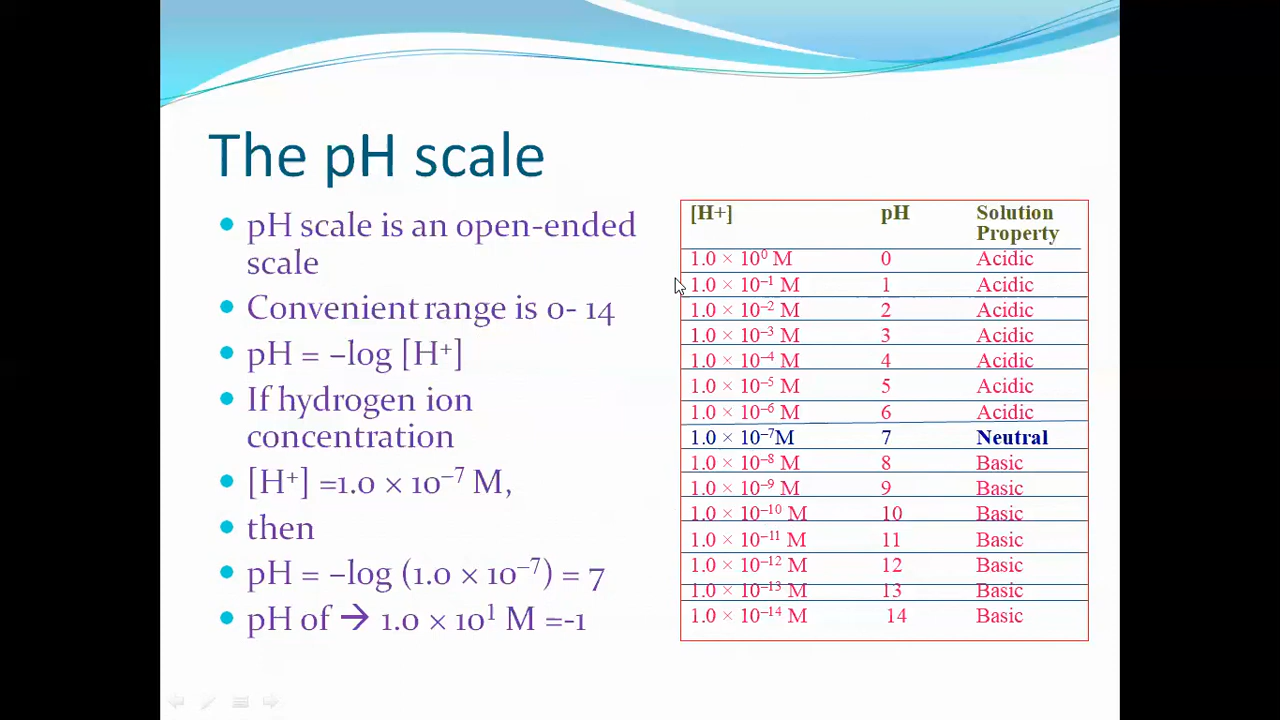 The pH scale
pH scale is an open-ended
scale
Convenient range is 0- 14
pH = –log [H⁺]
If hydrogen ion
concentration
[H⁺] =1.0 × 10⁻⁷ M,
then
pH = –log (1.0 × 10⁻⁷) = 7
pH of → 1.0 × 10¹ M =-1
[H+] pH Solution
Property
1.0 × 10⁰ M 0 Acidic
1.0 × 10⁻¹ M 1 Acidic
1.0 × 10⁻² M 2 Acidic
1.0 × 10⁻³ M 3 Acidic
1.0 × 10⁻⁴ M 4 Acidic
1.0 × 10⁻⁵ M 5 Acidic
1.0 × 10⁻⁶ M 6 Acidic
1.0 × 10⁻⁷M 7 Neutral
1.0 × 10⁻⁸ M 8 Basic
1.0 × 10⁻⁹ M 9 Basic
1.0 × 10⁻¹⁰ M 10 Basic
1.0 × 10⁻¹¹ M 11 Basic
1.0 × 10⁻¹² M 12 Basic
1.0 × 10⁻¹³ M 13 Basic
1.0 × 10⁻¹⁴ M 14 Basic